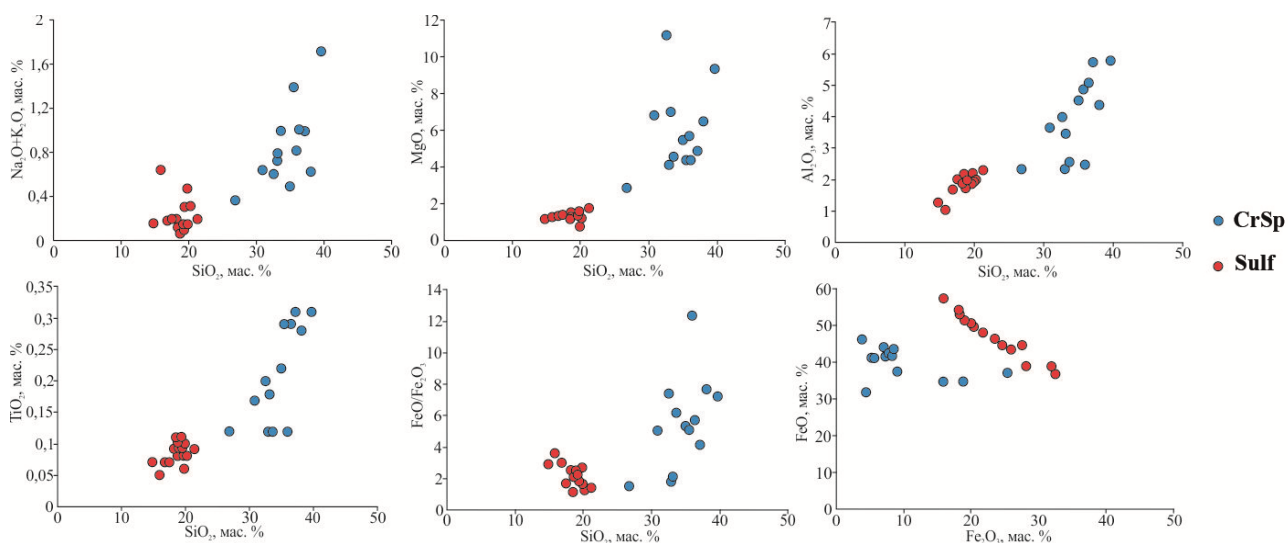 Na₂O+K₂O, мас. %
2
1,6
1,2
0,8
0,4
0
0 10 20 30 40 50
SiO₂, мас. %
MgO, мас. %
12
10
8
6
4
2
0
0 10 20 30 40 50
SiO₂, мас. %
Al₂O₃, мас. %
7
6
5
4
3
2
1
0
0 10 20 30 40 50
SiO₂, мас. %
CrSp
Sulf
TiO₂, мас. %
0,35
0,3
0,25
0,2
0,15
0,1
0,05
0
0 10 20 30 40 50
SiO₂, мас. %
FeO/Fe₂O₃
14
12
10
8
6
4
2
0
0 10 20 30 40 50
SiO₂, мас. %
FeO, мас. %
60
50
40
30
20
10
0
0 10 20 30 40 50
Fe₂O₃, мас. %